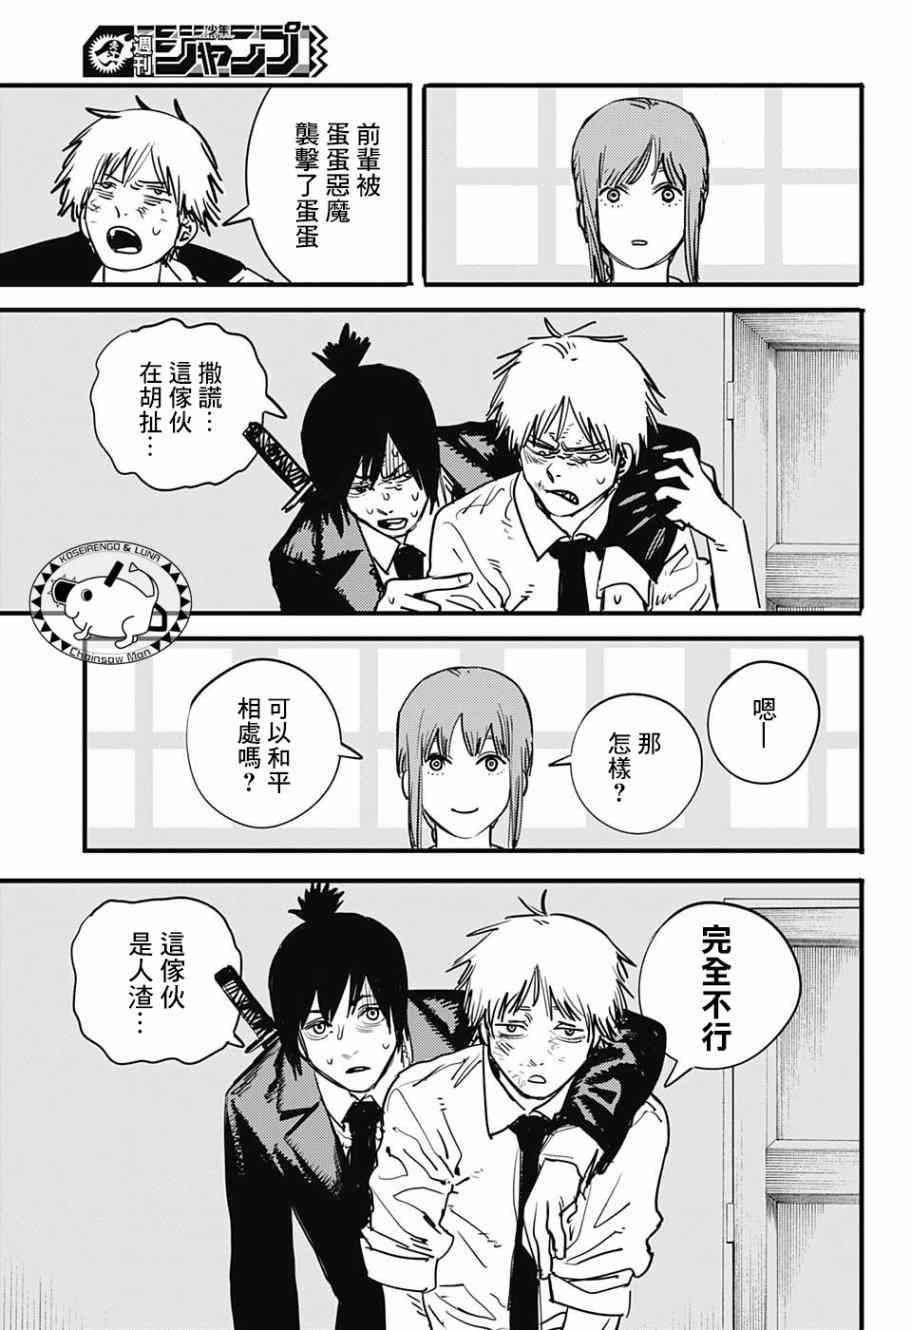 週刊
少年
ジャンプ
前輩被
蛋蛋惡魔
襲擊了蛋蛋
撒謊…
這傢伙
在胡扯…
KOSEIRENGO & LUNA
Chainsaw Man
嗯—
那
怎樣?
可以和平
相處嗎?
完全不行
這傢伙
是人渣…